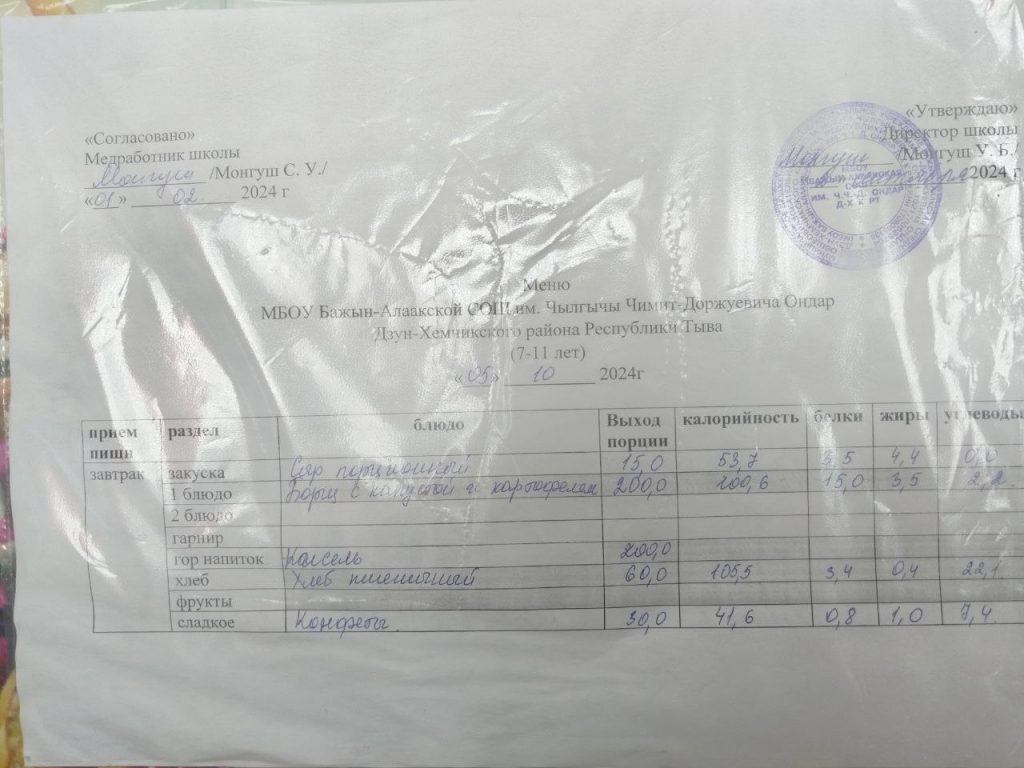 «Согласовано»
Медработник школы
Монгуш /Монгуш С. У./
«01» 02 2024 г
«Утверждаю»
Директор школы
Монгуш /Монгуш У. Б./
2024 г
ИМ. Ч.Ч-Д. ОНДАР
Д-Х К РТ
Меню
МБОУ Бажын-Алаакской СОШ им. Чылгычы Чимит-Доржуевича Ондар
Дзун-Хемчикского района Республики Тыва
(7-11 лет)
«05» 10 2024г
прием пищи раздел блюдо Выход порции калорийность белки жиры углеводы
завтрак закуска Сыр порционный 15,0 53,7 3,5 4,4 0,0
1 блюдо Борщ с капустой и картофелем 200,0 100,6 15,0 3,5 2,2
2 блюдо
гарнир
гор напиток Кисель 200,0
хлеб Хлеб пшеничный 60,0 105,5 3,4 0,4 22,1
фрукты
сладкое Конфеты 30,0 41,6 0,8 1,0 7,4